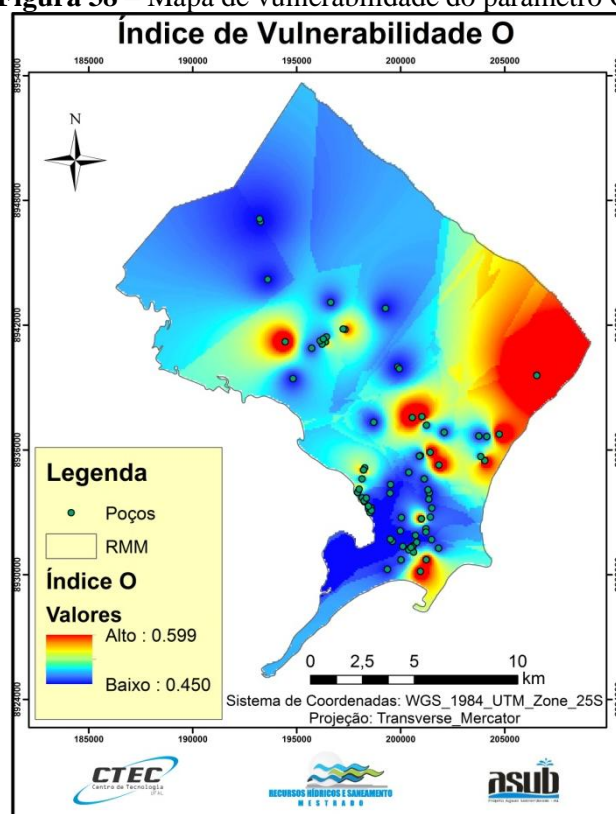 Figura 38 – Mapa de vulnerabilidade do parâmetro O
Índice de Vulnerabilidade O
185000 190000 195000 200000 205000
8954000
8948000
8942000
8936000
8930000
8924000
N
Legenda
Poços
RMM
Índice O
Valores
Alto : 0.599
Baixo : 0.450
0 2,5 5 10
km
Sistema de Coordenadas: WGS_1984_UTM_Zone_25S
Projeção: Transverse_Mercator
185000 190000 195000 200000 205000
CTEC
Centro de Tecnologia
UFAL
RECURSOS HÍDRICOS E SANEAMENTO
MESTRADO
asub